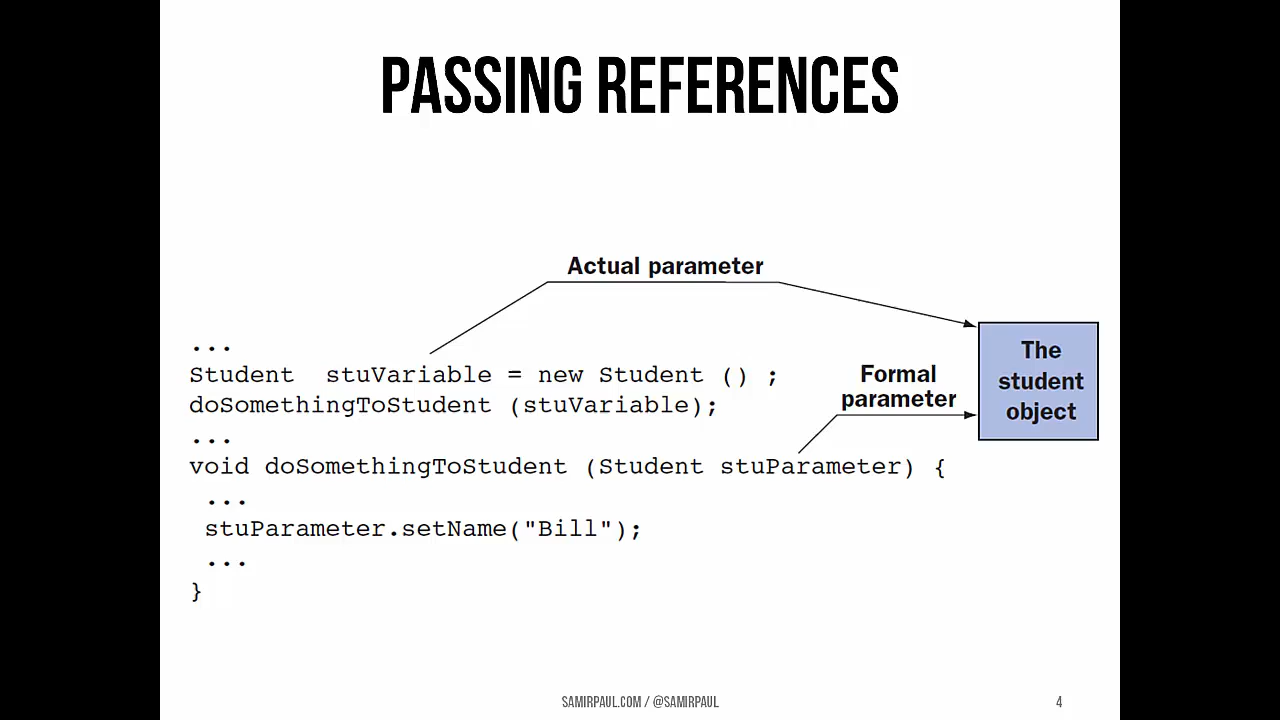 PASSING REFERENCES
Actual parameter
...
Student  stuVariable = new Student () ;
doSomethingToStudent (stuVariable);
...
void doSomethingToStudent (Student stuParameter) {
...
stuParameter.setName("Bill");
...
}
Formal
parameter
The
student
object
SAMIRPAUL.COM / @SAMIRPAUL
4